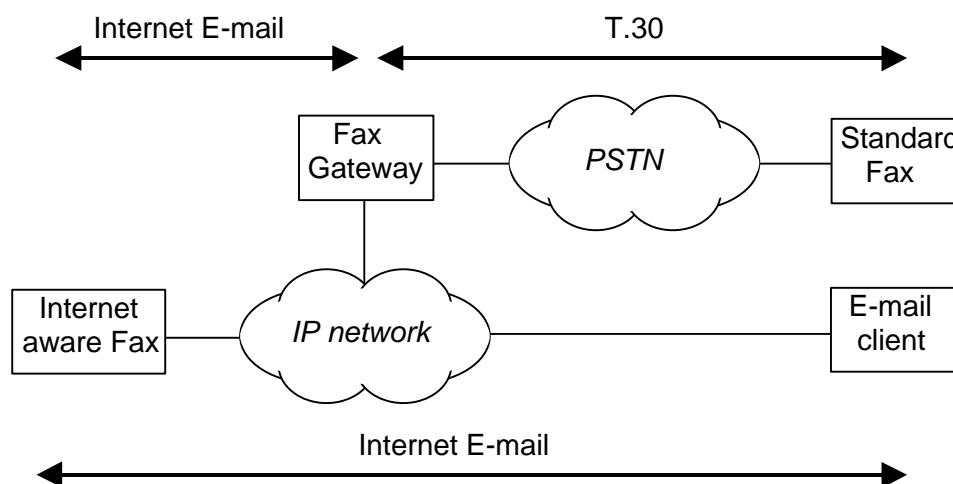 Internet E-mail
T.30
Fax
Gateway
PSTN
Standard
Fax
Internet
aware Fax
IP network
E-mail
client
Internet E-mail